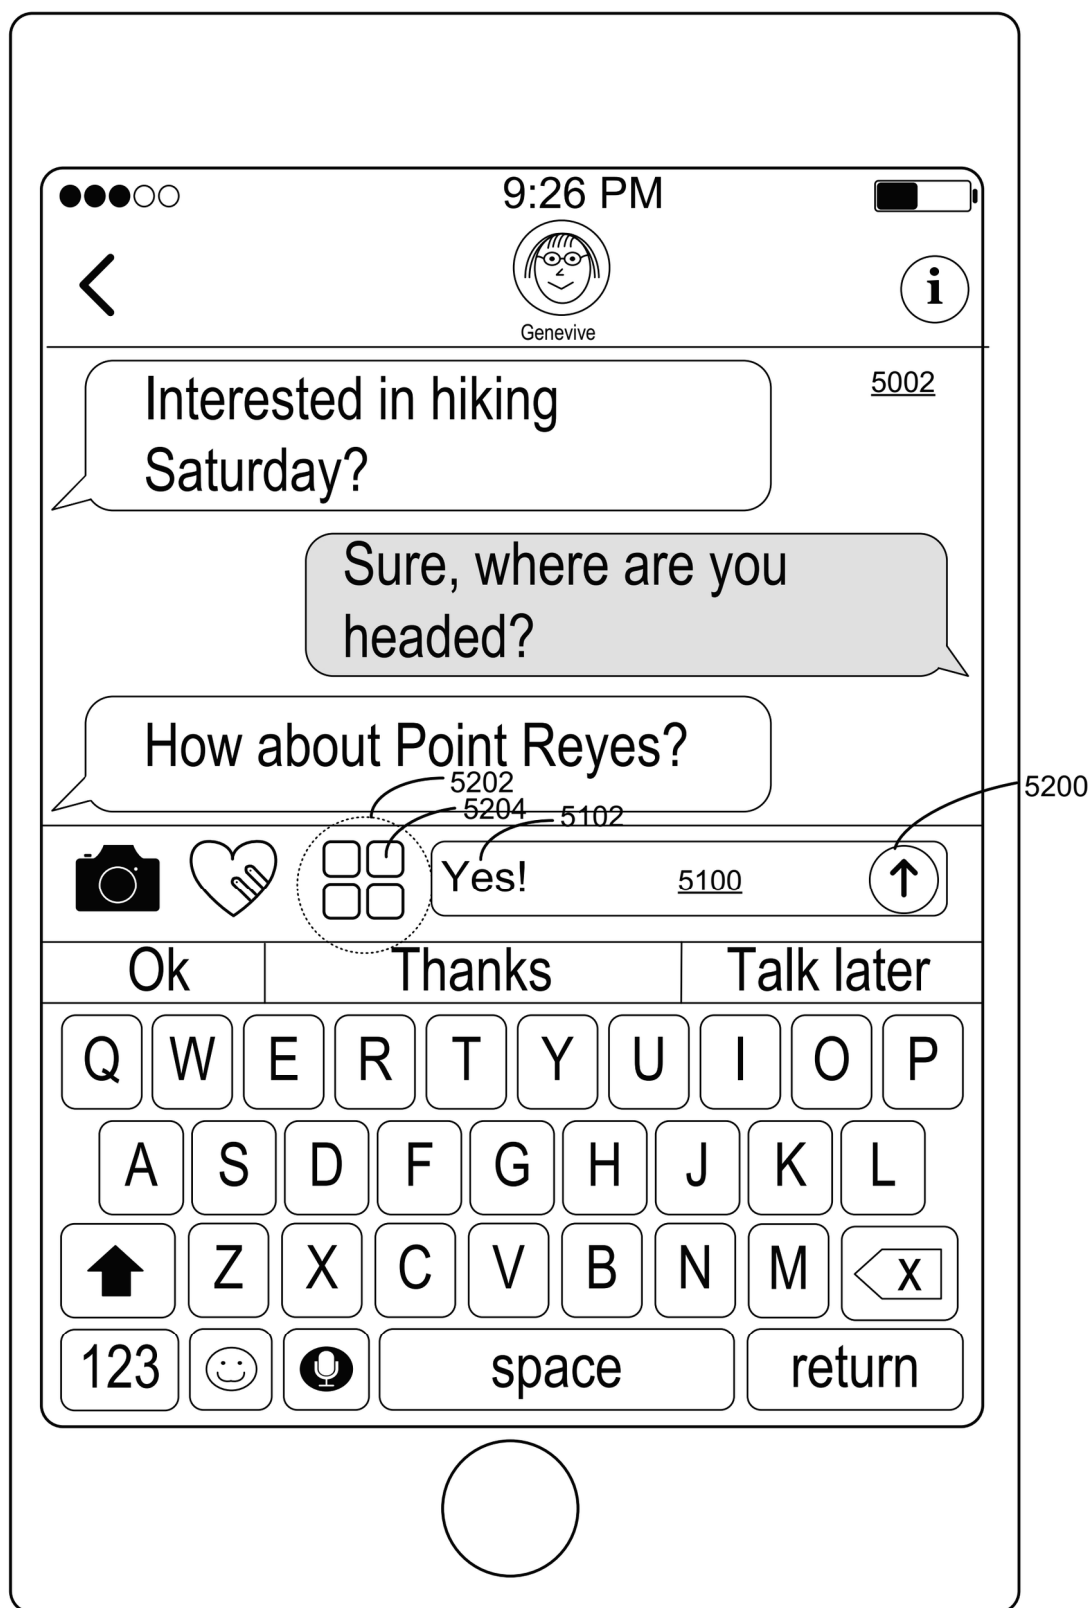 9:26 PM
i
Genevive
5002
Interested in hiking
Saturday?
Sure, where are you
headed?
How about Point Reyes?
5202
5204
5102
5200
Yes!
5100
Ok Thanks Talk later
Q W E R T Y U I O P
A S D F G H J K L
Z X C V B N M X
123 space return